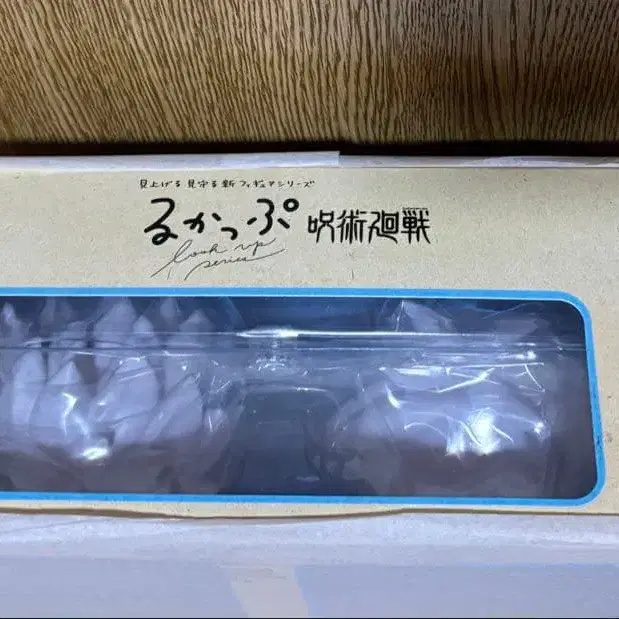 見上げる 見守る 新フィギュアシリーズ
るかっぷ 呪術廻戦
look up
series